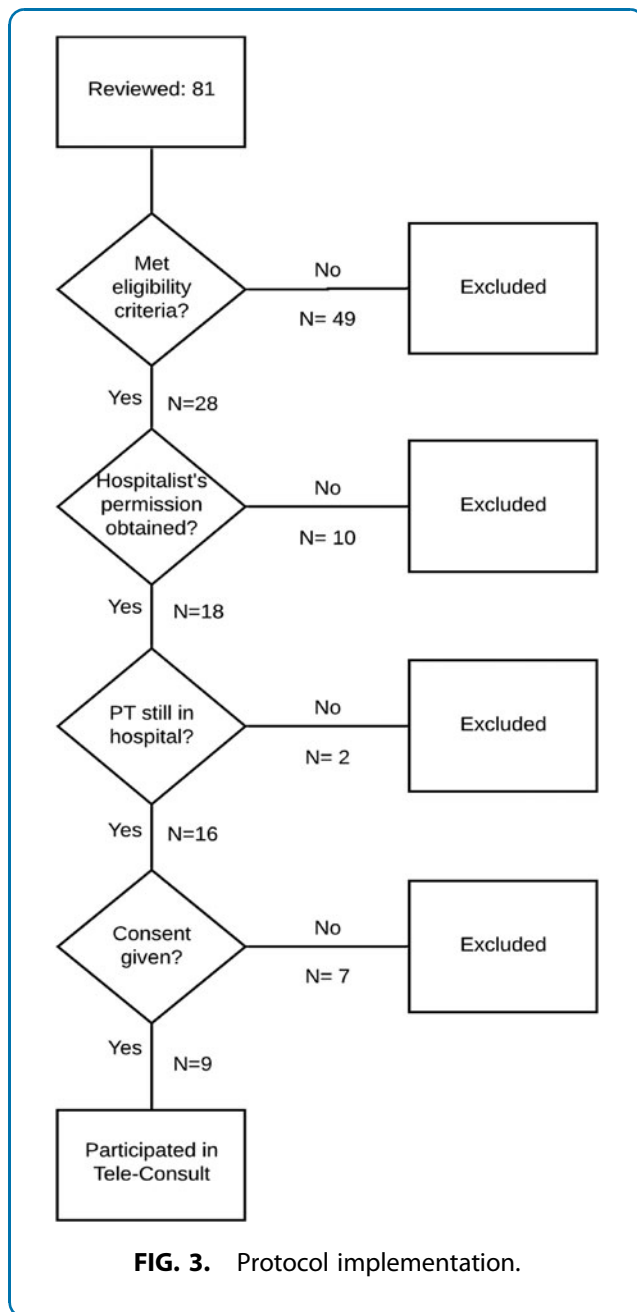 Reviewed: 81
Met
eligibility
criteria?
No
N= 49
Excluded
Yes N=28
Hospitalist's
permission
obtained?
No
N= 10
Excluded
Yes N=18
PT still in
hospital?
No
N= 2
Excluded
Yes N=16
Consent
given?
No
N= 7
Excluded
Yes N=9
Participated in
Tele-Consult
FIG. 3. Protocol implementation.